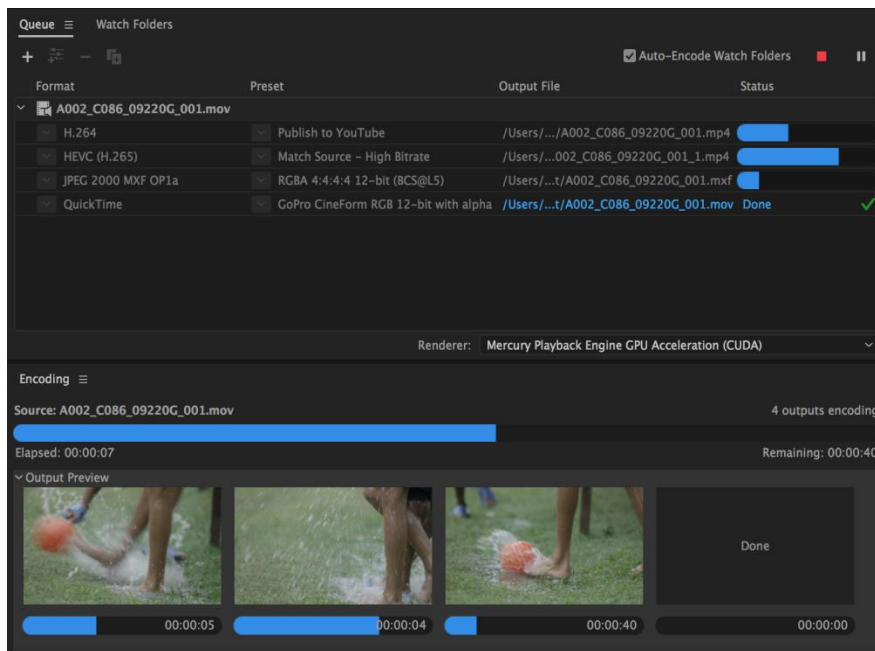 Queue Watch Folders
Auto-Encode Watch Folders
Format Preset Output File Status
A002_C086_09220G_001.mov
H.264 Publish to YouTube /Users/.../A002_C086_09220G_001.mp4
HEVC (H.265) Match Source – High Bitrate /Users/...002_C086_09220G_001_1.mp4
JPEG 2000 MXF OP1a RGBA 4:4:4:4 12-bit (BCS@L5) /Users/...t/A002_C086_09220G_001.mxf
QuickTime GoPro CineForm RGB 12-bit with alpha /Users/...t/A002_C086_09220G_001.mov Done
Renderer: Mercury Playback Engine GPU Acceleration (CUDA)
Encoding
Source: A002_C086_09220G_001.mov 4 outputs encoding
Elapsed: 00:00:07 Remaining: 00:00:40
Output Preview
Done
00:00:05 00:00:04 00:00:40 00:00:00